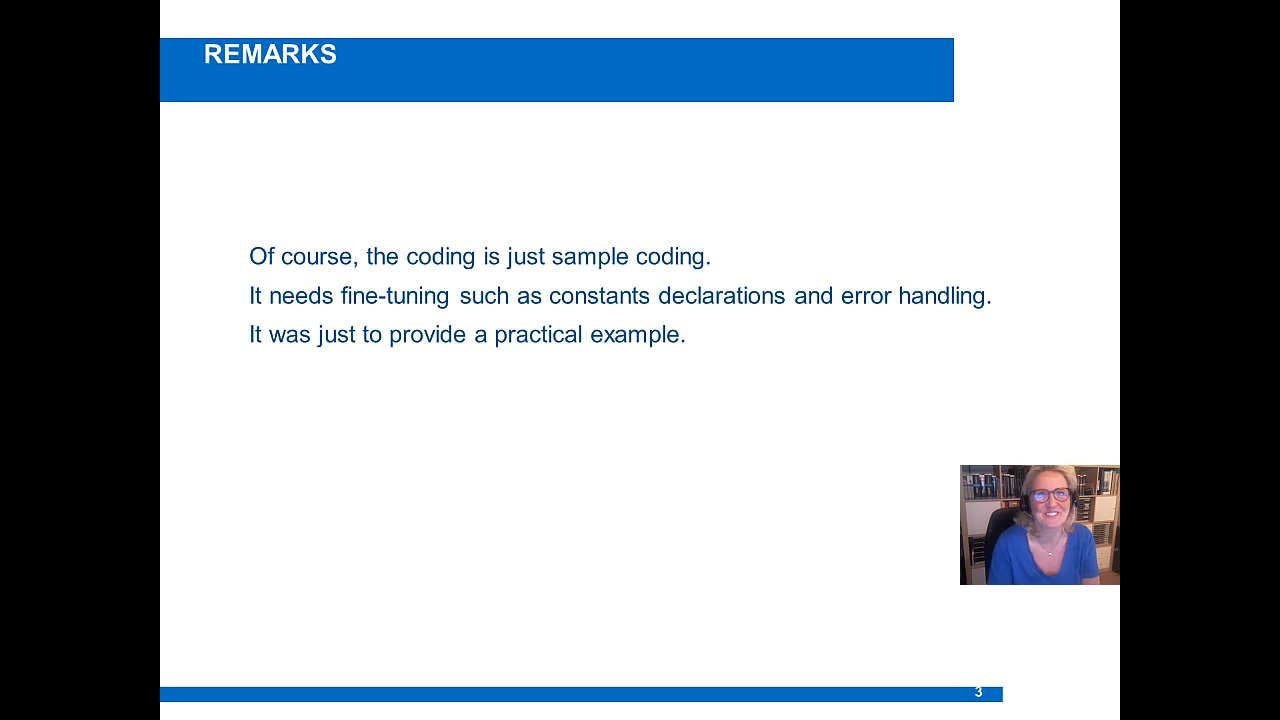 REMARKS
Of course, the coding is just sample coding.
It needs fine-tuning such as constants declarations and error handling.
It was just to provide a practical example.
3